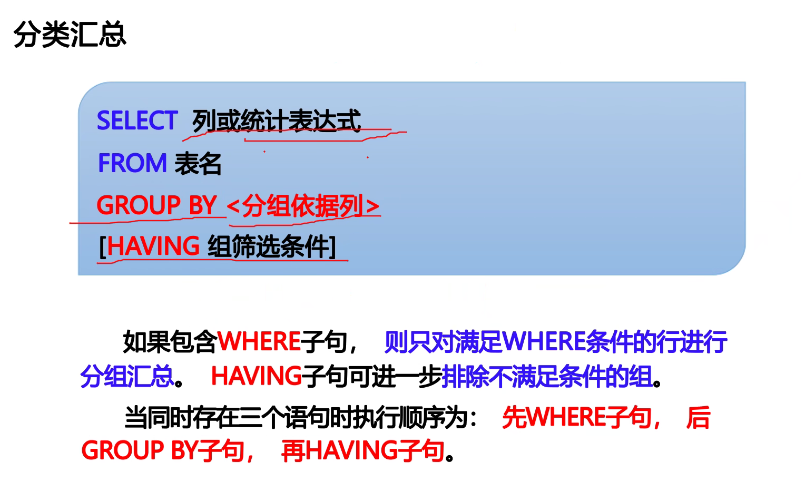 分类汇总
SELECT 列或统计表达式
FROM 表名
GROUP BY <分组依据列>
[HAVING 组筛选条件]
如果包含WHERE子句， 则只对满足WHERE条件的行进行
分组汇总。 HAVING子句可进一步排除不满足条件的组。
当同时存在三个语句时执行顺序为： 先WHERE子句， 后
GROUP BY子句， 再HAVING子句。